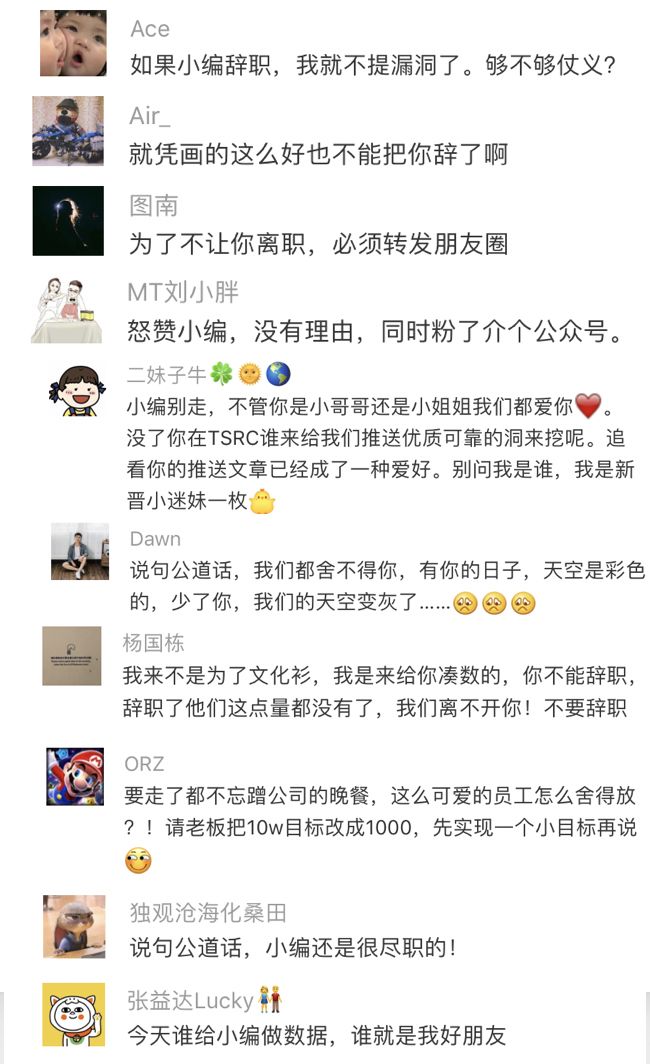 Ace
如果小编辞职，我就不提漏洞了。够不够仗义？
Air_
就凭画的这么好也不能把你辞了啊
图南
为了不让你离职，必须转发朋友圈
MT刘小胖
怒赞小编，没有理由，同时粉了介个公众号。
二妹子牛🍀🌞🌎
小编别走，不管你是小哥哥还是小姐姐我们都爱你❤️。
没了你在TSRC谁来给我们推送优质可靠的洞来挖呢。追
看你的推送文章已经成了一种爱好。别问我是谁，我是新
晋小迷妹一枚🐥
Dawn
说句公道话，我们都舍不得你，有你的日子，天空是彩色
的，少了你，我们的天空变灰了……😞😞😞
杨国栋
我来不是为了文化衫，我是来给你凑数的，你不能辞职，
辞职了他们这点量都没有了，我们离不开你！不要辞职
ORZ
要走了都不忘蹭公司的晚餐，这么可爱的员工怎么舍得放
？！请老板把10w目标改成1000，先实现一个小目标再说
独观沧海化桑田
说句公道话，小编还是很尽职的！
张益达Lucky👫
今天谁给小编做数据，谁就是我好朋友